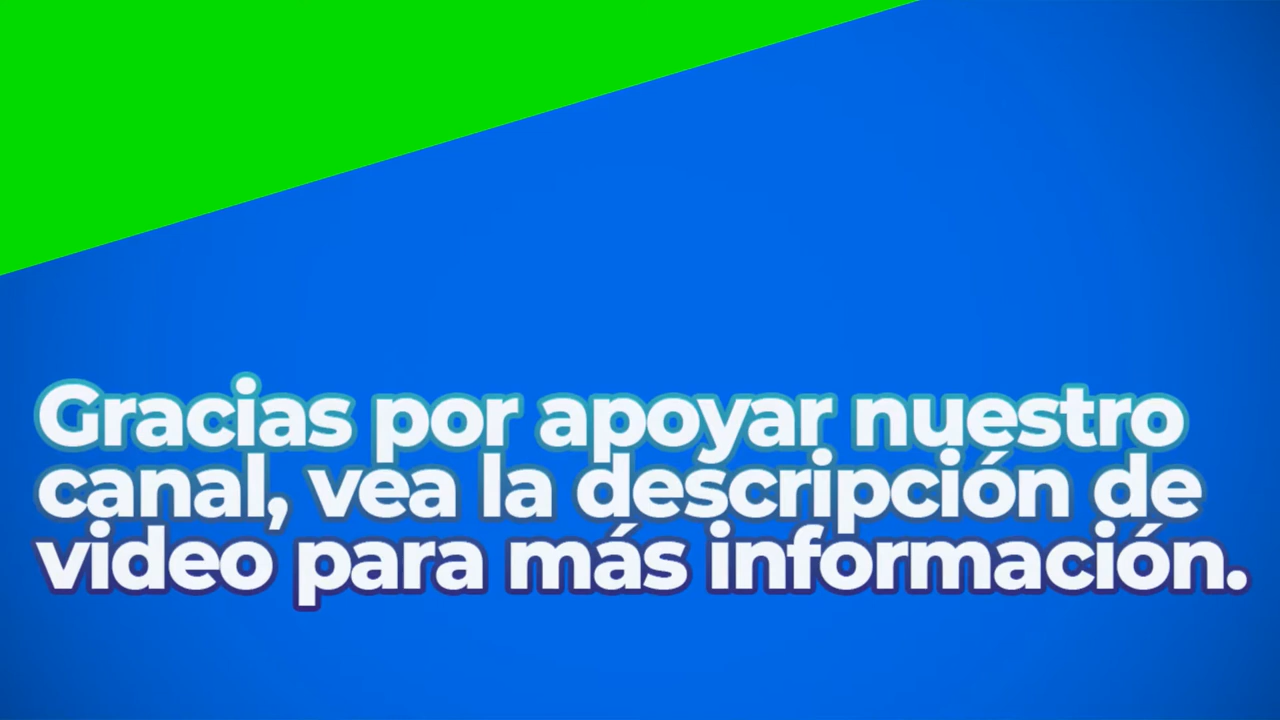 Gracias por apoyar nuestro
canal, vea la descripción de
video para más información.